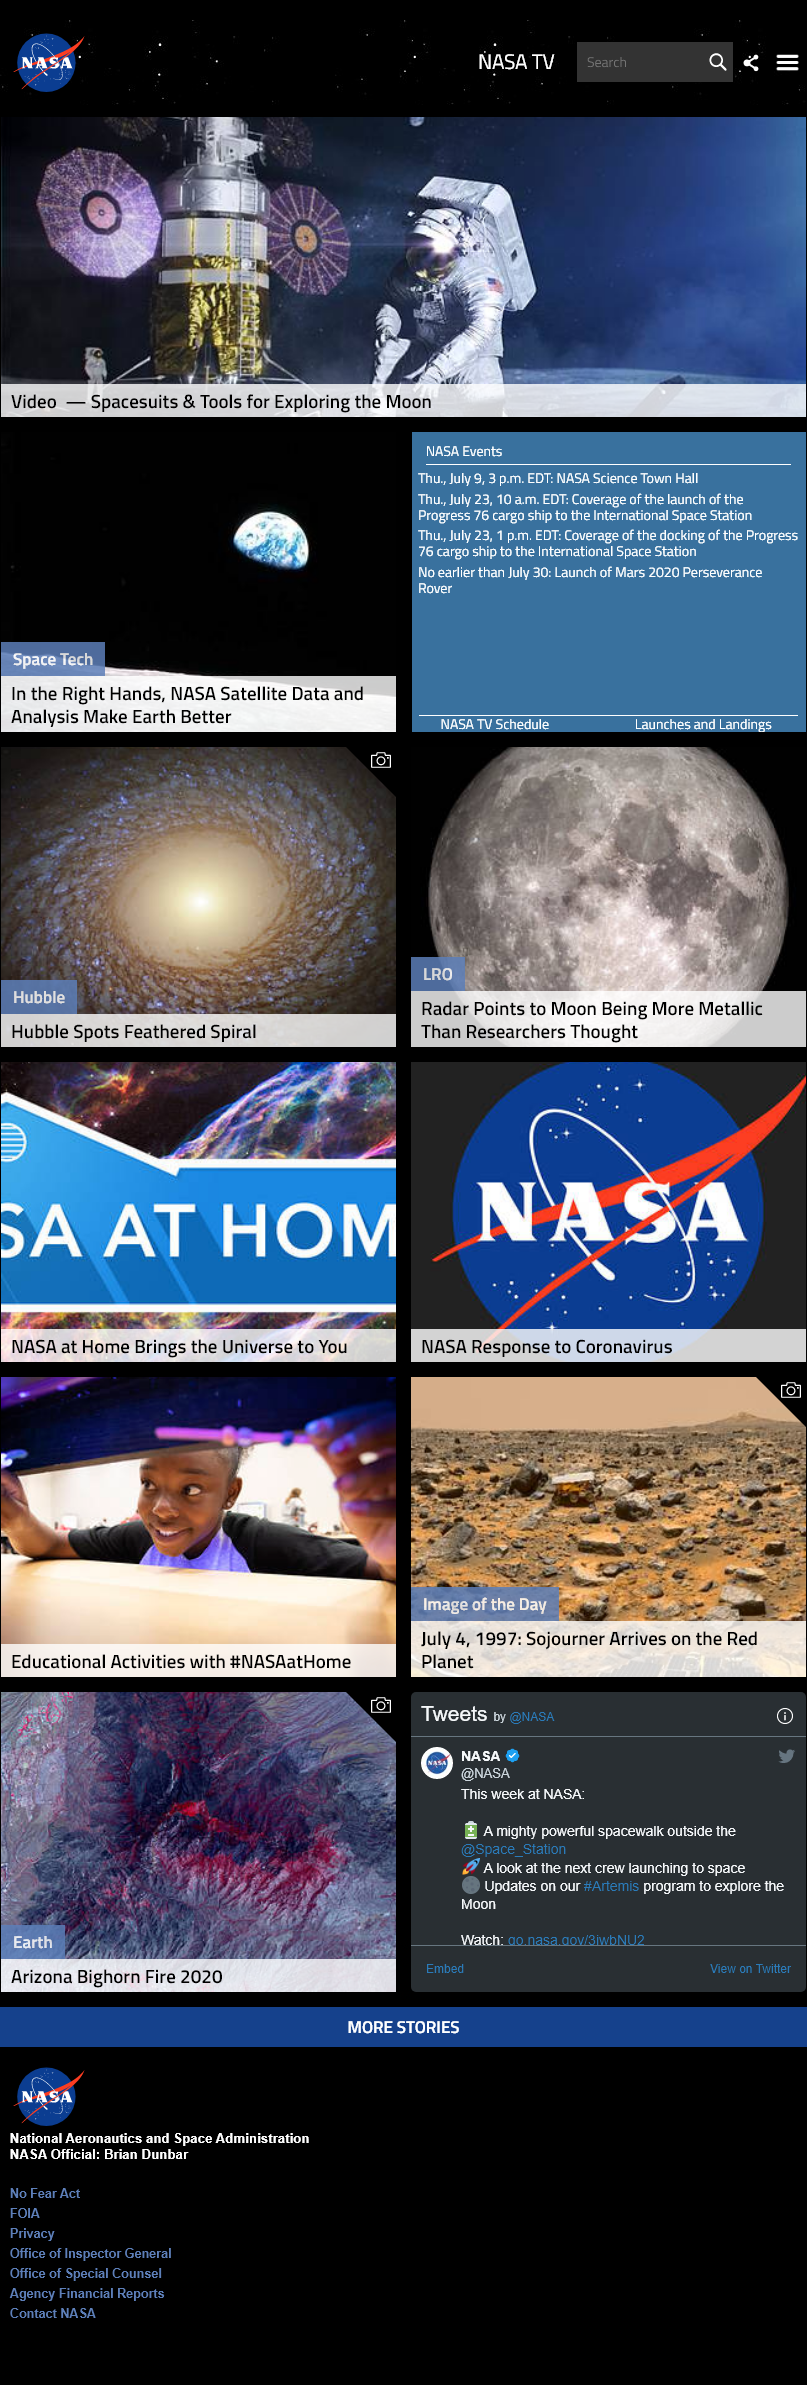 NASA
NASA TV
Search
Video — Spacesuits & Tools for Exploring the Moon
Space Tech
In the Right Hands, NASA Satellite Data and
Analysis Make Earth Better
NASA Events
Thu., July 9, 3 p.m. EDT: NASA Science Town Hall
Thu., July 23, 10 a.m. EDT: Coverage of the launch of the
Progress 76 cargo ship to the International Space Station
Thu., July 23, 1 p.m. EDT: Coverage of the docking of the Progress
76 cargo ship to the International Space Station
No earlier than July 30: Launch of Mars 2020 Perseverance
Rover
NASA TV Schedule
Launches and Landings
Hubble
Hubble Spots Feathered Spiral
LRO
Radar Points to Moon Being More Metallic
Than Researchers Thought
SA AT HOM
NASA at Home Brings the Universe to You
NASA
NASA Response to Coronavirus
Educational Activities with #NASAatHome
Image of the Day
July 4, 1997: Sojourner Arrives on the Red
Planet
Earth
Arizona Bighorn Fire 2020
Tweets by @NASA
NASA
NASA
@NASA
This week at NASA:
A mighty powerful spacewalk outside the
@Space_Station
A look at the next crew launching to space
Updates on our #Artemis program to explore the
Moon
Watch: go.nasa.gov/3iwbNU2
Embed
View on Twitter
MORE STORIES
NASA
National Aeronautics and Space Administration
NASA Official: Brian Dunbar
No Fear Act
FOIA
Privacy
Office of Inspector General
Office of Special Counsel
Agency Financial Reports
Contact NASA